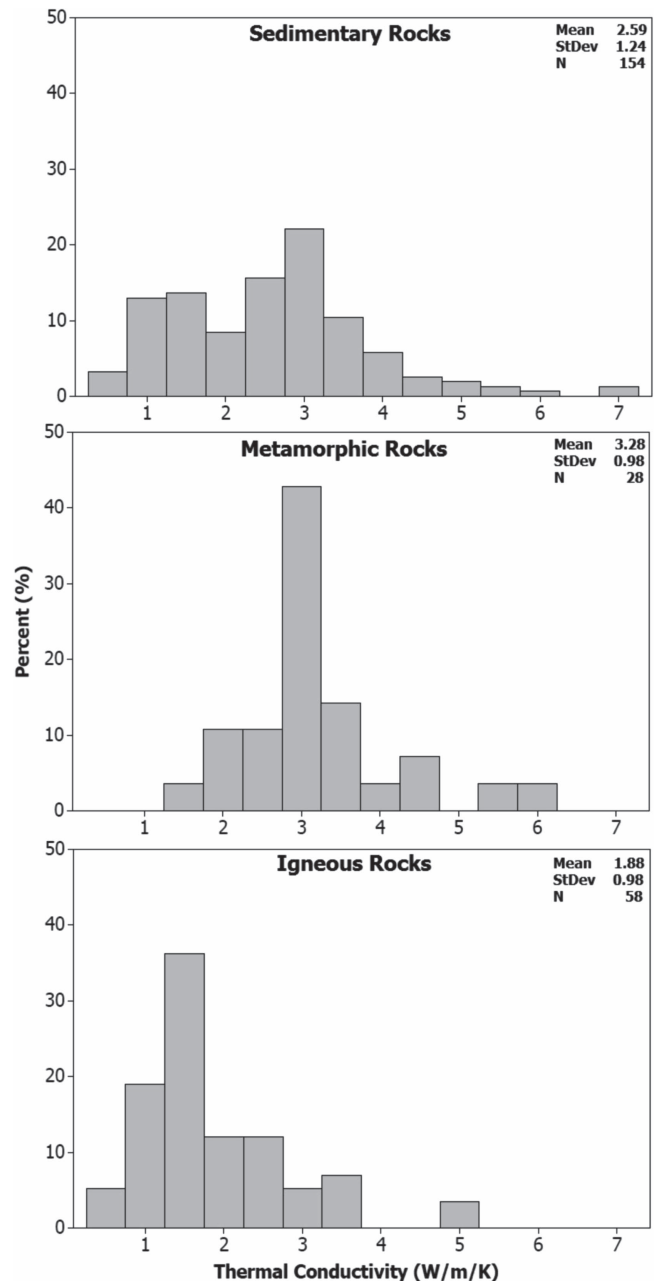 Sedimentary Rocks
Mean 2.59
StDev 1.24
N 154
50
40
30
20
10
0
1 2 3 4 5 6 7
Metamorphic Rocks
Mean 3.28
StDev 0.98
N 28
50
40
30
20
10
0
1 2 3 4 5 6 7
Percent (%)
Igneous Rocks
Mean 1.88
StDev 0.98
N 58
50
40
30
20
10
0
1 2 3 4 5 6 7
Thermal Conductivity (W/m/K)